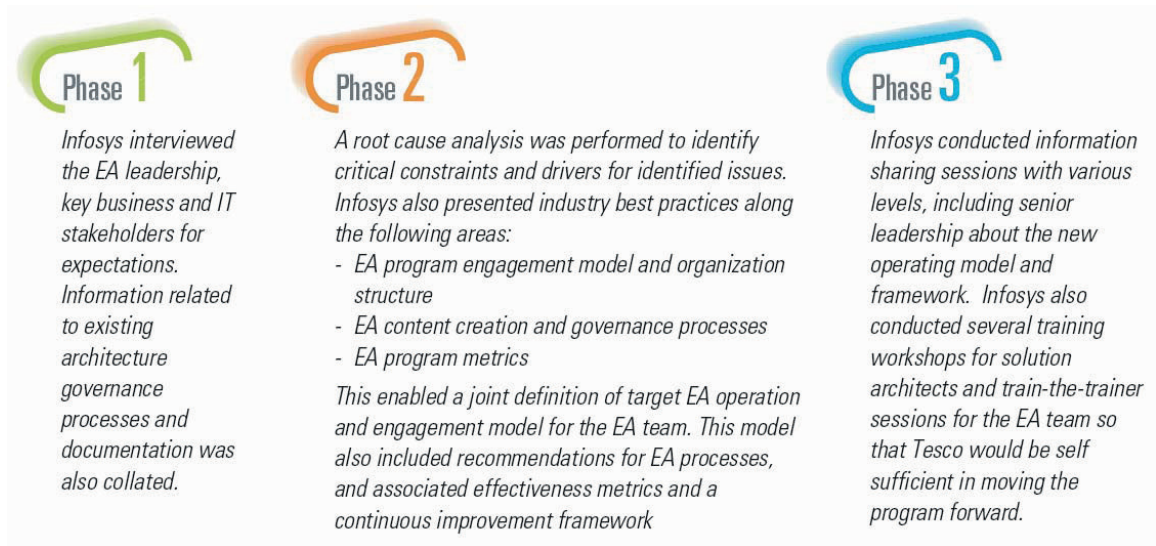 Phase 1
Infosys interviewed
the EA leadership,
key business and IT
stakeholders for
expectations.
Information related
to existing
architecture
governance
processes and
documentation was
also collated.
Phase 2
A root cause analysis was performed to identify
critical constraints and drivers for identified issues.
Infosys also presented industry best practices along
the following areas:
- EA program engagement model and organization
structure
- EA content creation and governance processes
- EA program metrics
This enabled a joint definition of target EA operation
and engagement model for the EA team. This model
also included recommendations for EA processes,
and associated effectiveness metrics and a
continuous improvement framework
Phase 3
Infosys conducted information
sharing sessions with various
levels, including senior
leadership about the new
operating model and
framework. Infosys also
conducted several training
workshops for solution
architects and train-the-trainer
sessions for the EA team so
that Tesco would be self
sufficient in moving the
program forward.